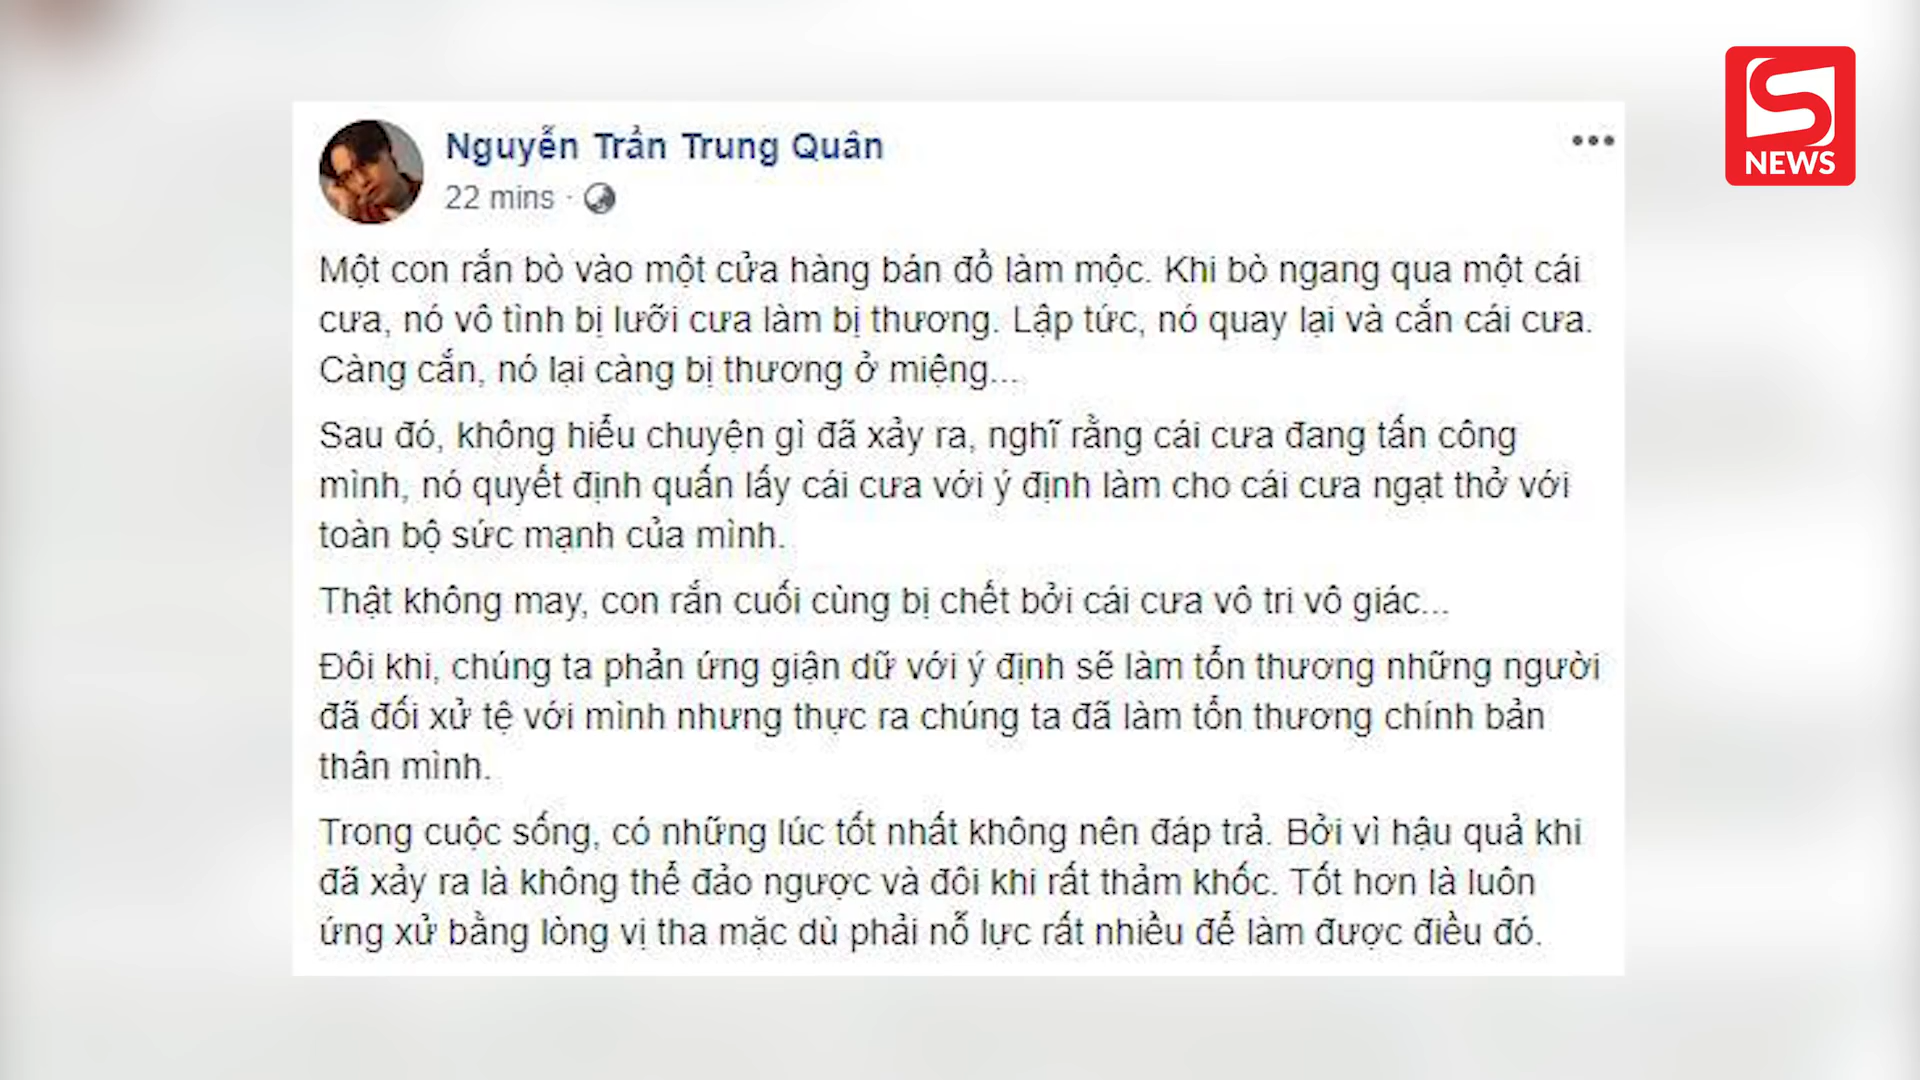 S
NEWS
Nguyễn Trần Trung Quân
22 mins ·
Một con rắn bò vào một cửa hàng bán đồ làm mộc. Khi bò ngang qua một cái
cưa, nó vô tình bị lưỡi cưa làm bị thương. Lập tức, nó quay lại và cắn cái cưa.
Càng cắn, nó lại càng bị thương ở miệng...
Sau đó, không hiểu chuyện gì đã xảy ra, nghĩ rằng cái cưa đang tấn công
mình, nó quyết định quấn lấy cái cưa với ý định làm cho cái cưa ngạt thở với
toàn bộ sức mạnh của mình.
Thật không may, con rắn cuối cùng bị chết bởi cái cưa vô tri vô giác...
Đôi khi, chúng ta phản ứng giận dữ với ý định sẽ làm tổn thương những người
đã đối xử tệ với mình nhưng thực ra chúng ta đã làm tổn thương chính bản
thân mình.
Trong cuộc sống, có những lúc tốt nhất không nên đáp trả. Bởi vì hậu quả khi
đã xảy ra là không thể đảo ngược và đôi khi rất thảm khốc. Tốt hơn là luôn
ứng xử bằng lòng vị tha mặc dù phải nỗ lực rất nhiều để làm được điều đó.